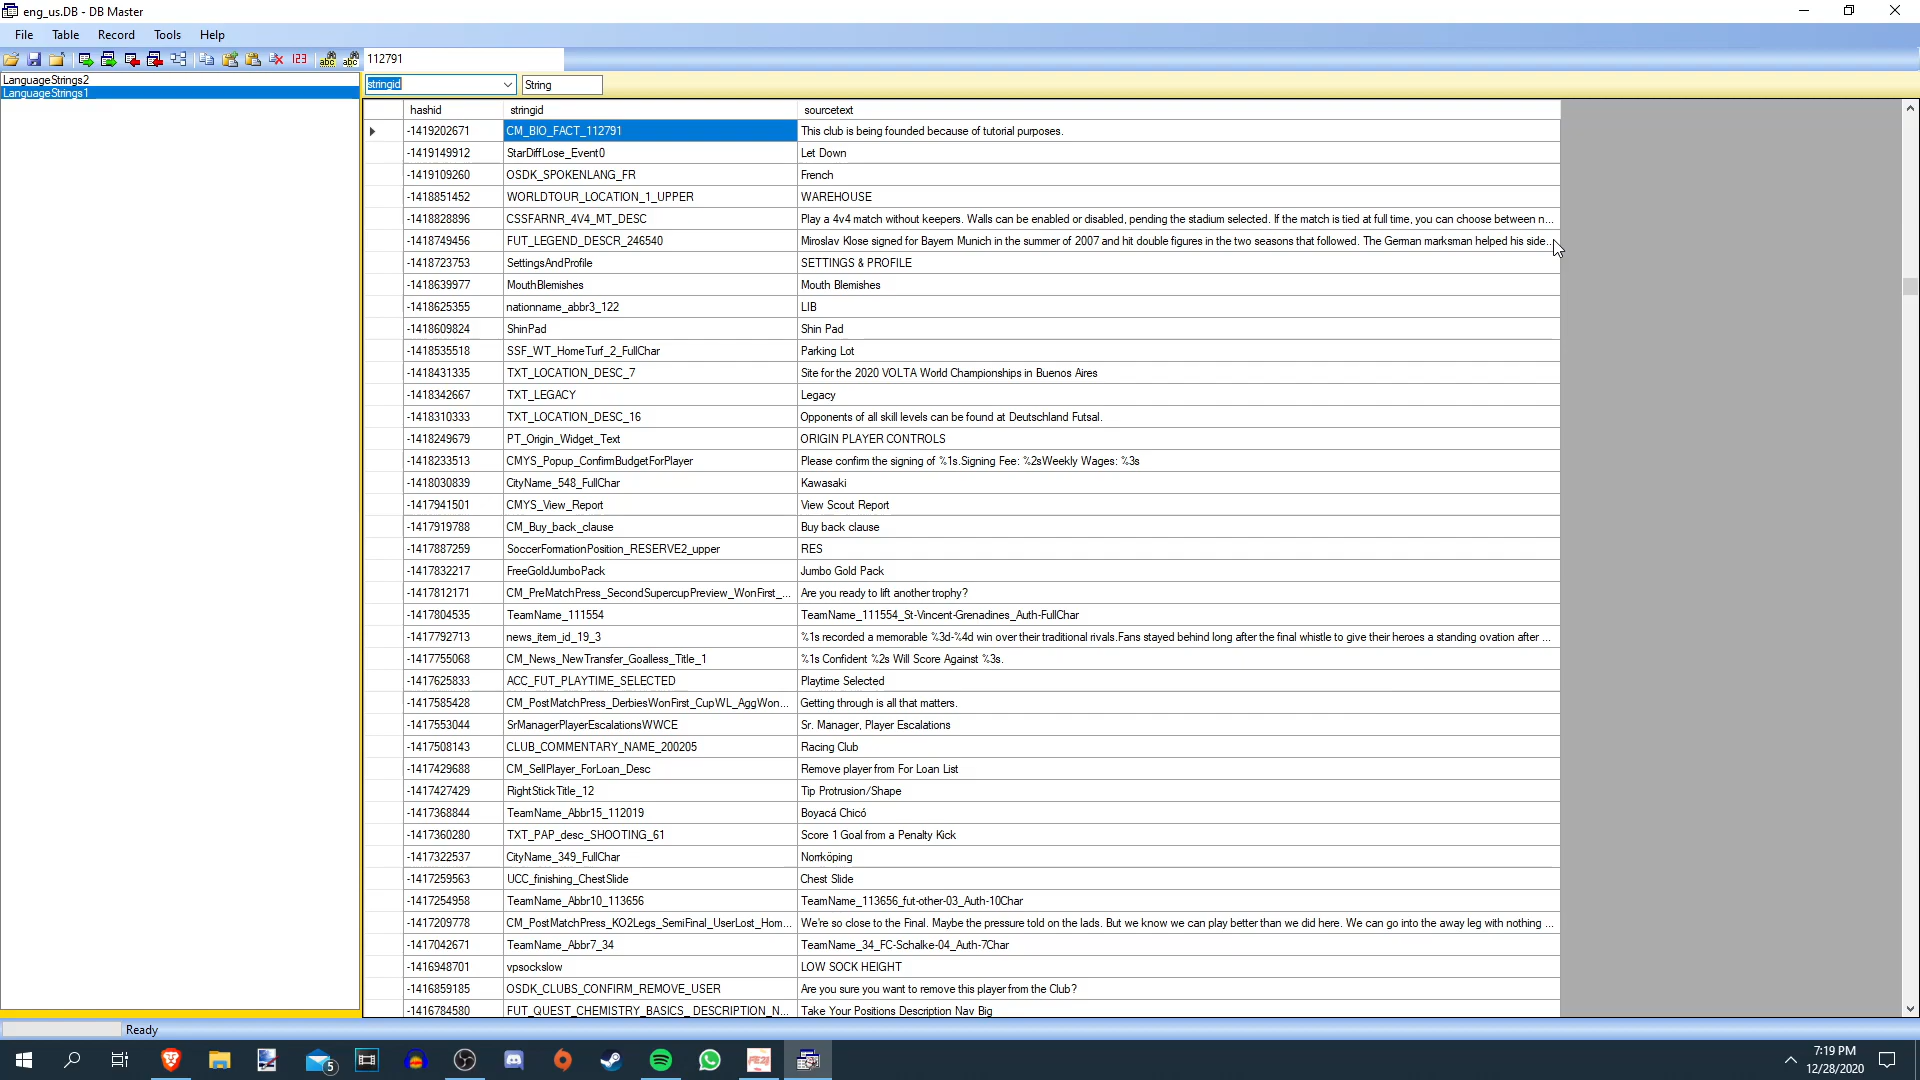 eng_us.DB - DB Master
File Table Record Tools Help
123 abc abc 112791
LanguageStrings2
LanguageStrings1
stringid String
hashid stringid sourcetext
-1419202671 CM_BIO_FACT_112791 This club is being founded because of tutorial purposes.
-1419149912 StarDiffLose_Event0 Let Down
-1419109260 OSDK_SPOKENLANG_FR French
-1418851452 WORLDTOUR_LOCATION_1_UPPER WAREHOUSE
-1418828896 CSSFARNR_4V4_MT_DESC Play a 4v4 match without keepers. Walls can be enabled or disabled, pending the stadium selected. If the match is tied at full time, you can choose between n...
-1418749456 FUT_LEGEND_DESCR_246540 Miroslav Klose signed for Bayern Munich in the summer of 2007 and hit double figures in the two seasons that followed. The German marksman helped his side...
-1418723753 SettingsAndProfile SETTINGS & PROFILE
-1418639977 MouthBlemishes Mouth Blemishes
-1418625355 nationname_abbr3_122 LIB
-1418609824 ShinPad Shin Pad
-1418535518 SSF_WT_HomeTurf_2_FullChar Parking Lot
-1418431335 TXT_LOCATION_DESC_7 Site for the 2020 VOLTA World Championships in Buenos Aires
-1418342667 TXT_LEGACY Legacy
-1418310333 TXT_LOCATION_DESC_16 Opponents of all skill levels can be found at Deutschland Futsal.
-1418249679 PT_Origin_Widget_Text ORIGIN PLAYER CONTROLS
-1418233513 CMYS_Popup_ConfirmBudgetForPlayer Please confirm the signing of %1s.Signing Fee: %2sWeekly Wages: %3s
-1418030839 CityName_548_FullChar Kawasaki
-1417941501 CMYS_View_Report View Scout Report
-1417919788 CM_Buy_back_clause Buy back clause
-1417887259 SoccerFormationPosition_RESERVE2_upper RES
-1417832217 FreeGoldJumboPack Jumbo Gold Pack
-1417812171 CM_PreMatchPress_SecondSupercupPreview_WonFirst_... Are you ready to lift another trophy?
-1417804535 TeamName_111554 TeamName_111554_St-Vincent-Grenadines_Auth-FullChar
-1417792713 news_item_id_19_3 %1s recorded a memorable %3d-%4d win over their traditional rivals.Fans stayed behind long after the final whistle to give their heroes a standing ovation after ...
-1417755068 CM_News_NewTransfer_Goalless_Title_1 %1s Confident %2s Will Score Against %3s.
-1417625833 ACC_FUT_PLAYTIME_SELECTED Playtime Selected
-1417585428 CM_PostMatchPress_DerbiesWonFirst_CupWL_AggWon... Getting through is all that matters.
-1417553044 SrManagerPlayerEscalationsWWCE Sr. Manager, Player Escalations
-1417508143 CLUB_COMMENTARY_NAME_200205 Racing Club
-1417429688 CM_SellPlayer_ForLoan_Desc Remove player from For Loan List
-1417427429 RightStickTitle_12 Tip Protrusion/Shape
-1417368844 TeamName_Abbr15_112019 Boyacá Chicó
-1417360280 TXT_PAP_desc_SHOOTING_61 Score 1 Goal from a Penalty Kick
-1417322537 CityName_349_FullChar Norrköping
-1417259563 UCC_finishing_ChestSlide Chest Slide
-1417254958 TeamName_Abbr10_113656 TeamName_113656_fut-other-03_Auth-10Char
-1417209778 CM_PostMatchPress_KO2Legs_SemiFinal_UserLost_Hom... We're so close to the Final. Maybe the pressure told on the lads. But we know we can play better than we did here. We can go into the away leg with nothing ...
-1417042671 TeamName_Abbr7_34 TeamName_34_FC-Schalke-04_Auth-7Char
-1416948701 vpsockslow LOW SOCK HEIGHT
-1416859185 OSDK_CLUBS_CONFIRM_REMOVE_USER Are you sure you want to remove this player from the Club?
-1416784580 FUT_QUEST_CHEMISTRY_BASICS_DESCRIPTION_N... Take Your Positions Description Nav Big
Ready
5
7:19 PM
12/28/2020